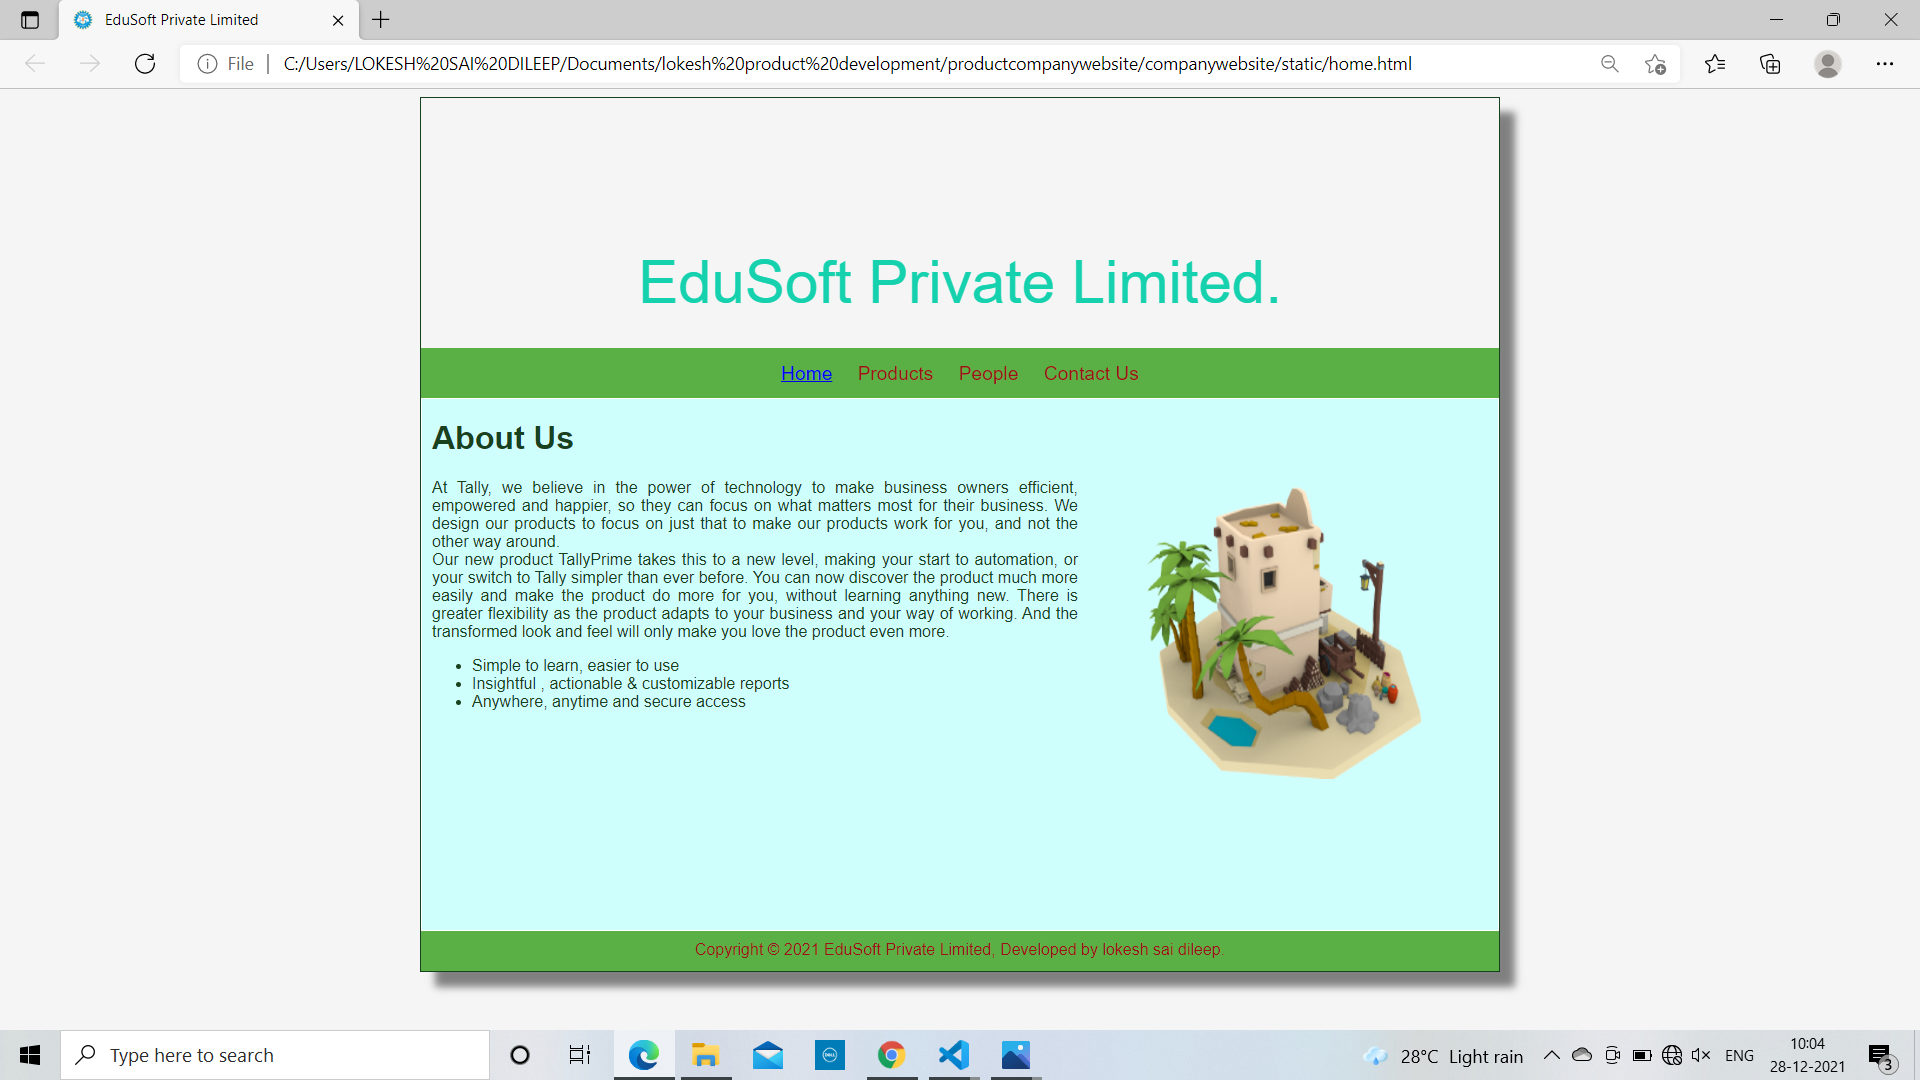 EduSoft Private Limited
File
C:/Users/LOKESH%20SAI%20DILEEP/Documents/lokesh%20product%20development/productcompanywebsite/companywebsite/static/home.html
EduSoft Private Limited.
Home Products People Contact Us
About Us
At Tally, we believe in the power of technology to make business owners efficient,
empowered and happier, so they can focus on what matters most for their business. We
design our products to focus on just that to make our products work for you, and not the
other way around.
Our new product TallyPrime takes this to a new level, making your start to automation, or
your switch to Tally simpler than ever before. You can now discover the product much more
easily and make the product do more for you, without learning anything new. There is
greater flexibility as the product adapts to your business and your way of working. And the
transformed look and feel will only make you love the product even more.
• Simple to learn, easier to use
• Insightful , actionable & customizable reports
• Anywhere, anytime and secure access
Copyright © 2021 EduSoft Private Limited, Developed by lokesh sai dileep.
Type here to search
DELL
28°C Light rain
ENG
10:04
28-12-2021
3